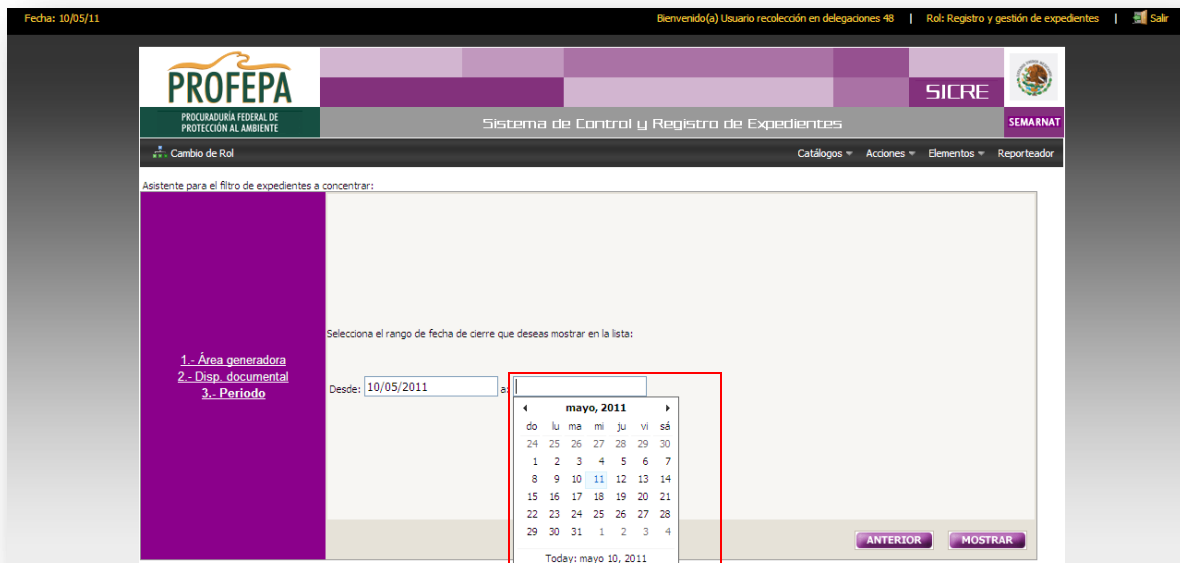 Fecha: 10/05/11 Bienvenido(a) Usuario recolección en delegaciones 48 | Rol: Registro y gestión de expedientes | Salir
PROFEPA
PROCURADURÍA FEDERAL DE
PROTECCIÓN AL AMBIENTE
SICRE
Sistema de Control y Registro de Expedientes
SEMARNAT
Cambio de Rol Catálogos Acciones Elementos Reporteador
Asistente para el filtro de expedientes a concentrar:
1.- Área generadora
2.- Disp. documental
3.- Periodo
Selecciona el rango de fecha de cierre que deseas mostrar en la lista:
Desde: 10/05/2011 a:
mayo, 2011
do lu ma mi ju vi sá
24 25 26 27 28 29 30
1 2 3 4 5 6 7
8 9 10 11 12 13 14
15 16 17 18 19 20 21
22 23 24 25 26 27 28
29 30 31 1 2 3 4
Today: mayo 10, 2011
ANTERIOR MOSTRAR